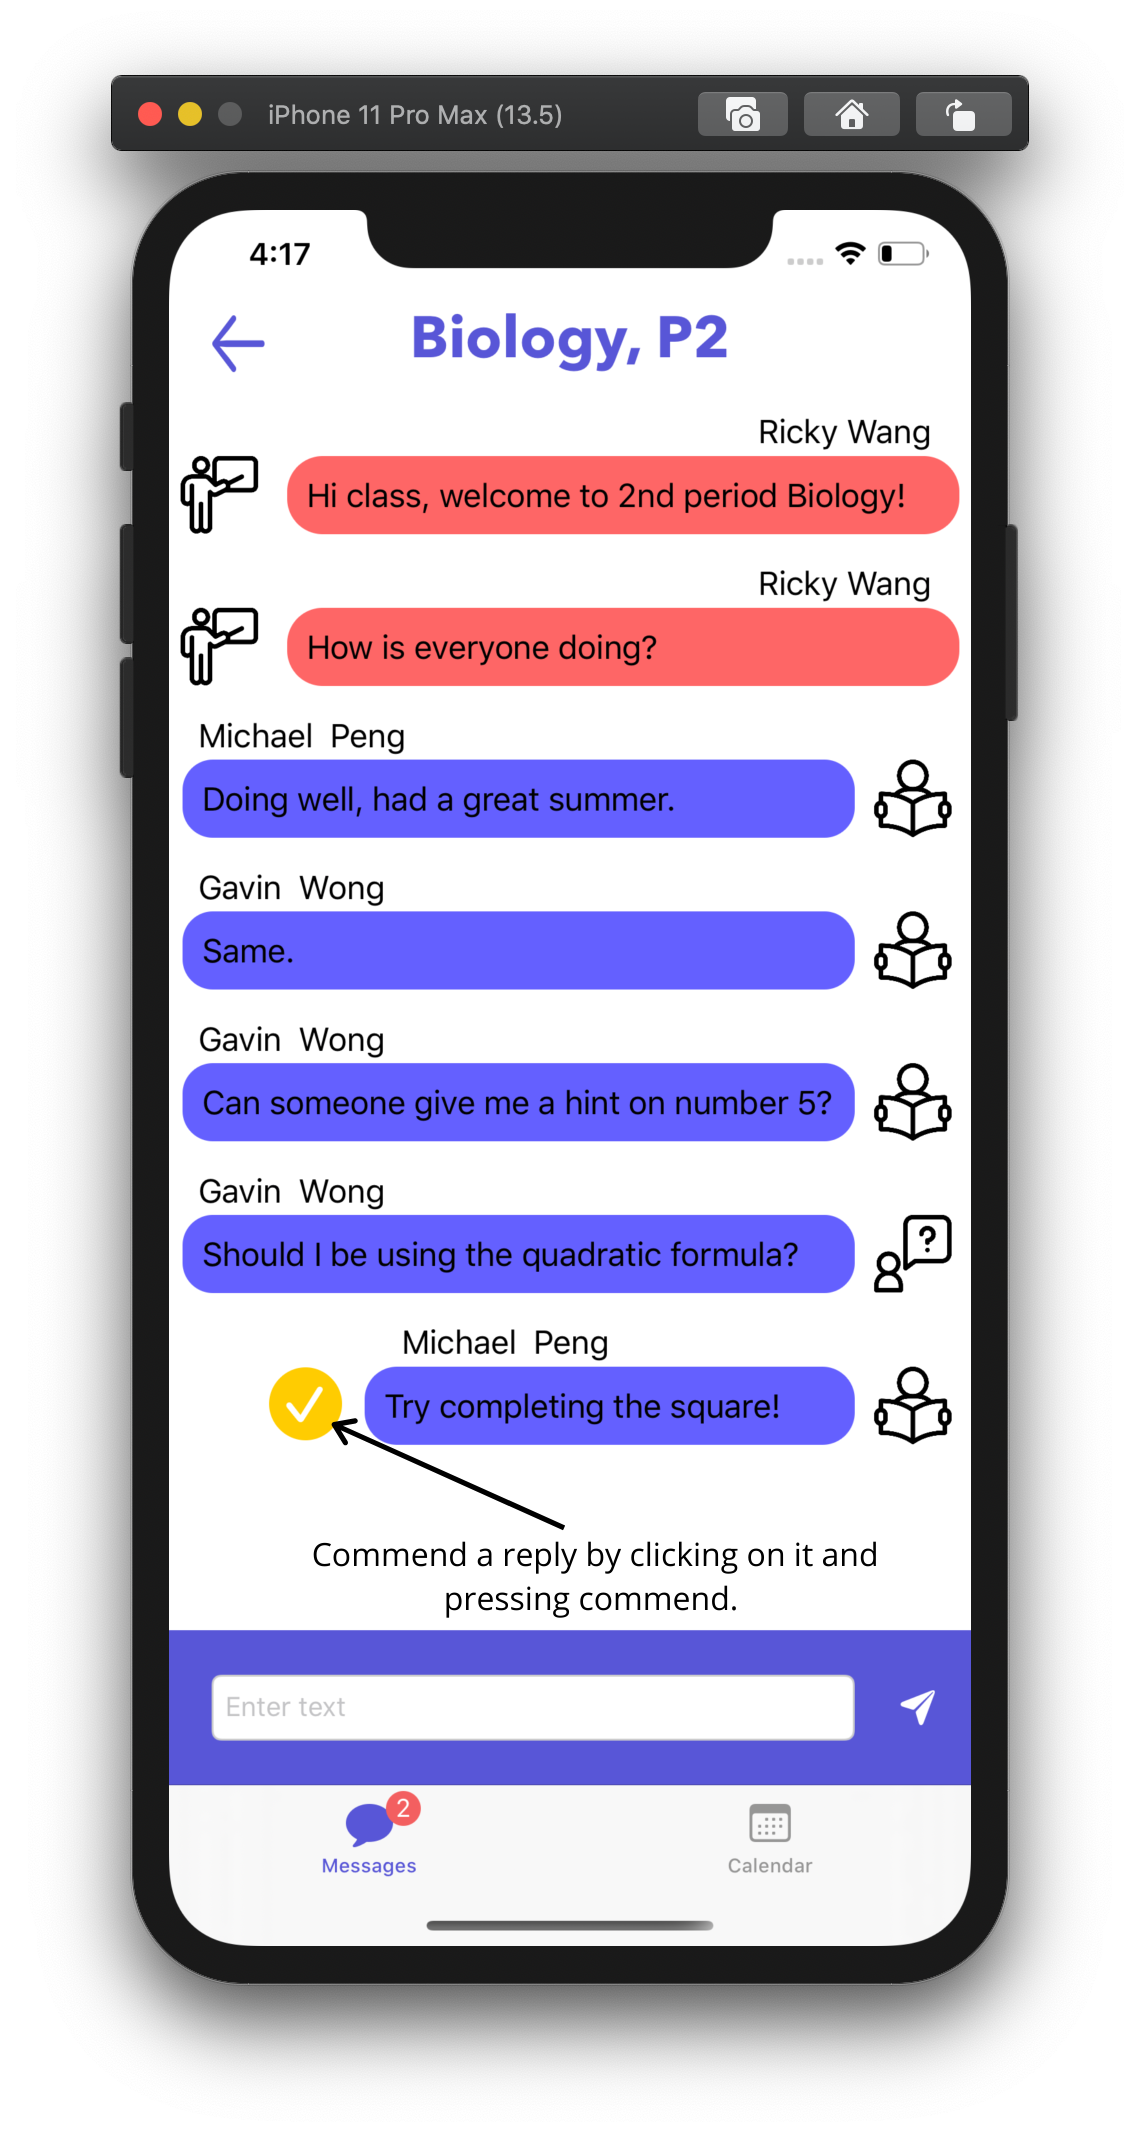 iPhone 11 Pro Max (13.5)
4:17
Biology, P2
Ricky Wang
Hi class, welcome to 2nd period Biology!
Ricky Wang
How is everyone doing?
Michael Peng
Doing well, had a great summer.
Gavin Wong
Same.
Gavin Wong
Can someone give me a hint on number 5?
Gavin Wong
Should I be using the quadratic formula?
?
Michael Peng
Try completing the square!
Commend a reply by clicking on it and
pressing commend.
Enter text
2
Messages
Calendar